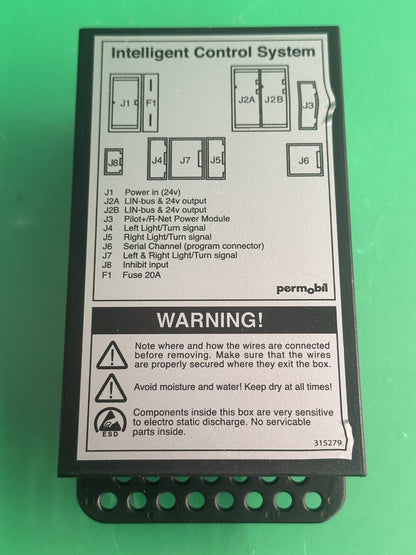 Intelligent Control System
J1
F1
J2A
J2B
J3
J8
J4
J7
J5
J6
J1 Power in (24v)
J2A LIN-bus & 24v output
J2B LIN-bus & 24v output
J3 Pilot+/R-Net Power Module
J4 Left Light/Turn signal
J5 Right Light/Turn signal
J6 Serial Channel (program connector)
J7 Left & Right Light/Turn signal
J8 Inhibit input
F1 Fuse 20A
permobil
WARNING!
Note where and how the wires are connected
before removing. Make sure that the wires
are properly secured where they exit the box.
Avoid moisture and water! Keep dry at all times!
Components inside this box are very sensitive
to electro static discharge. No servicable
parts inside.
ESD
315279